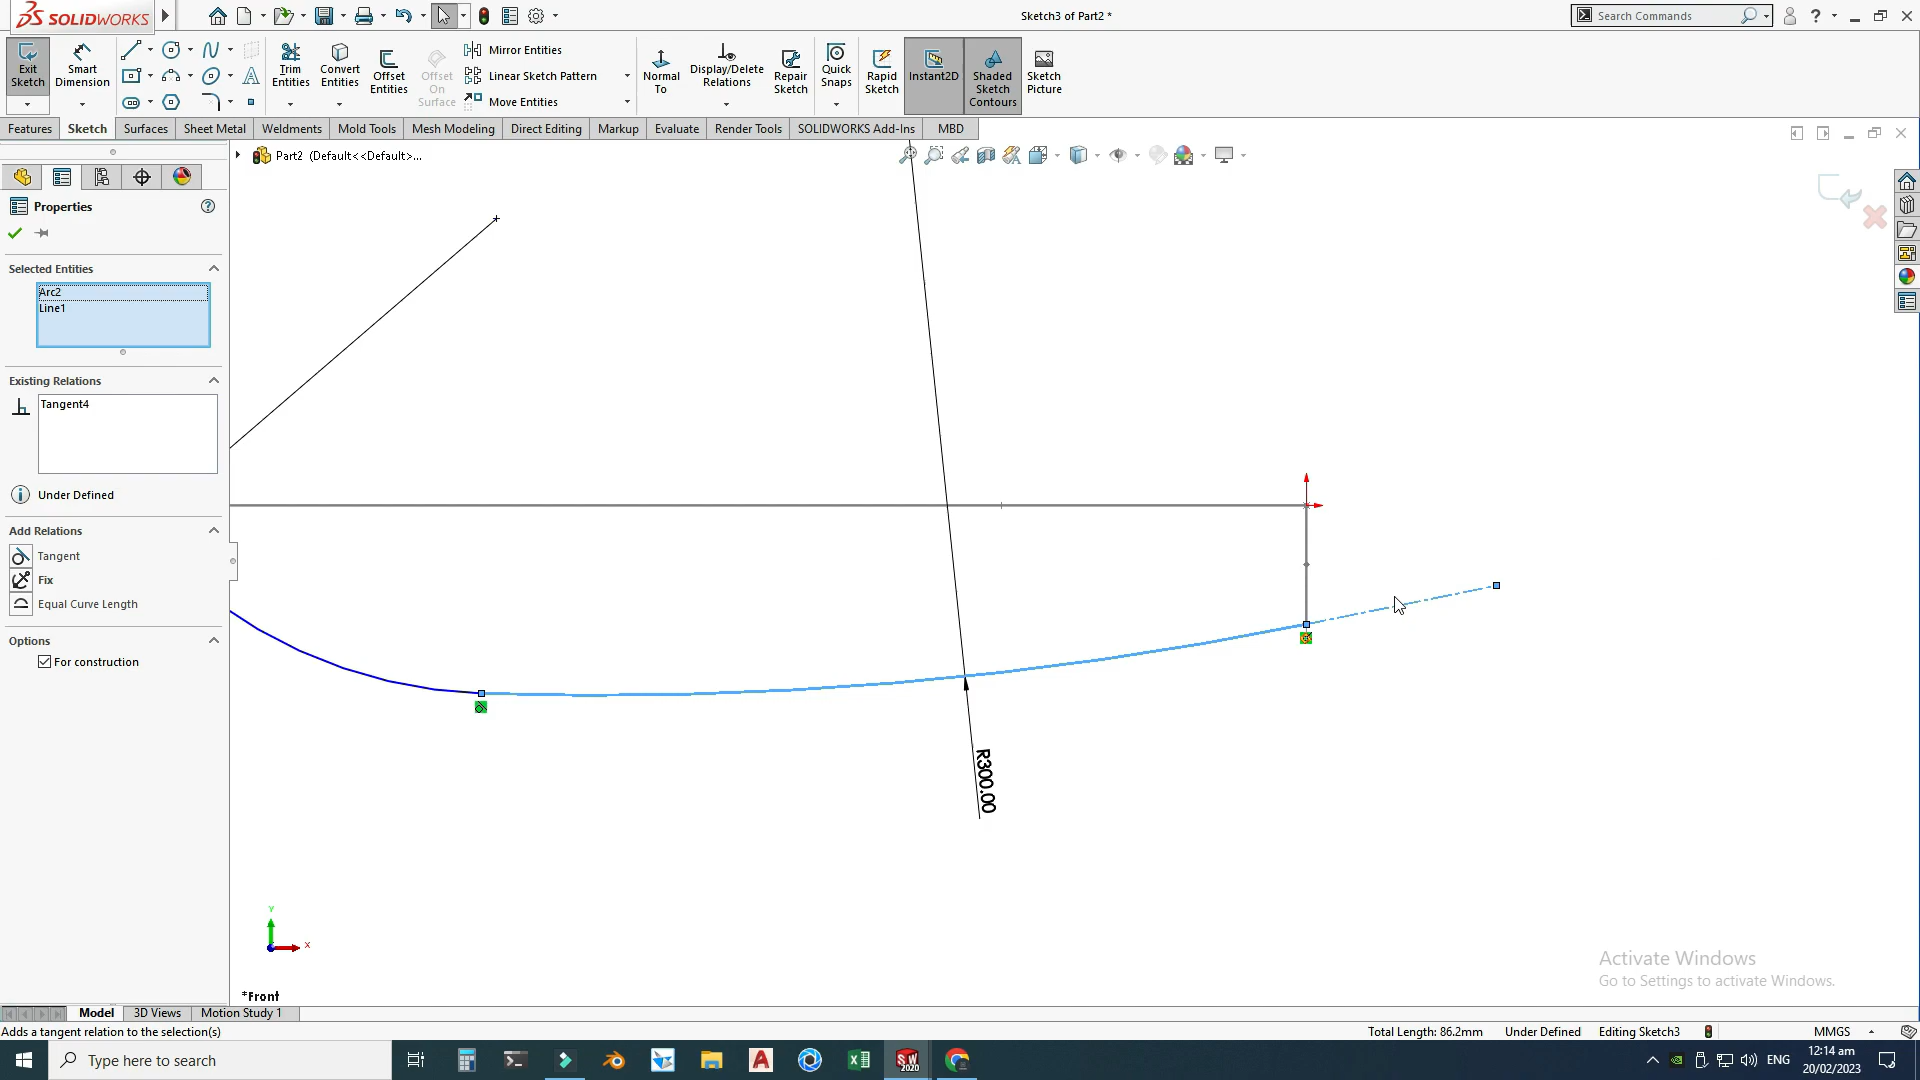 SOLIDWORKS
Sketch3 of Part2 *
Search Commands
Exit Sketch
Smart Dimension
Trim Entities
Convert Entities
Offset Entities
Offset On Surface
Mirror Entities
Linear Sketch Pattern
Move Entities
Normal To
Display/Delete Relations
Repair Sketch
Quick Snaps
Rapid Sketch
Instant2D
Shaded Sketch Contours
Sketch Picture
Features Sketch Surfaces Sheet Metal Weldments Mold Tools Mesh Modeling Direct Editing Markup Evaluate Render Tools SOLIDWORKS Add-Ins MBD
Part2 (Default<<Default>...
Properties
Selected Entities
Arc2
Line1
Existing Relations
Tangent4
Under Defined
Add Relations
Tangent
Fix
Equal Curve Length
Options
For construction
R300.00
Y
X
*Front
Activate Windows
Go to Settings to activate Windows.
Model 3D Views Motion Study 1
Adds a tangent relation to the selection(s)
Total Length: 86.2mm Under Defined Editing Sketch3 MMGS
Type here to search
ENG
12:14 am
20/02/2023